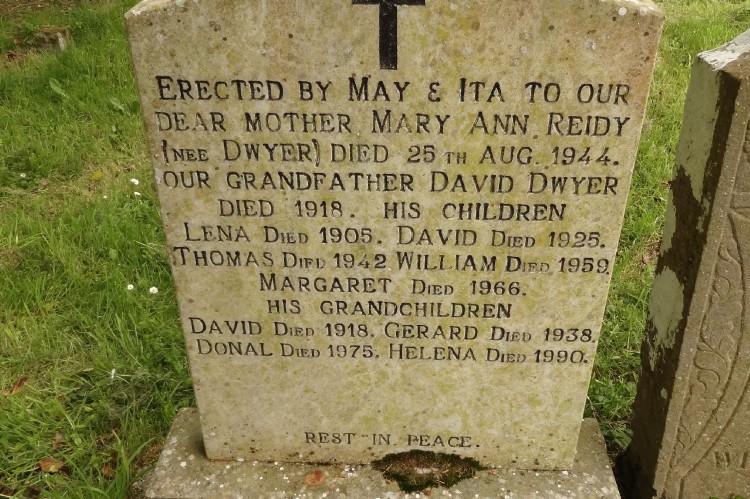 ERECTED BY MAY & ITA TO OUR
DEAR MOTHER MARY ANN REIDY
(NEE DWYER) DIED 25TH AUG. 1944.
OUR GRANDFATHER DAVID DWYER
DIED 1918. HIS CHILDREN
LENA DIED 1905. DAVID DIED 1925.
THOMAS DIED 1942. WILLIAM DIED 1959.
MARGARET DIED 1966.
HIS GRANDCHILDREN
DAVID DIED 1918. GERARD DIED 1938.
DONAL DIED 1975. HELENA DIED 1990.
REST IN PEACE.